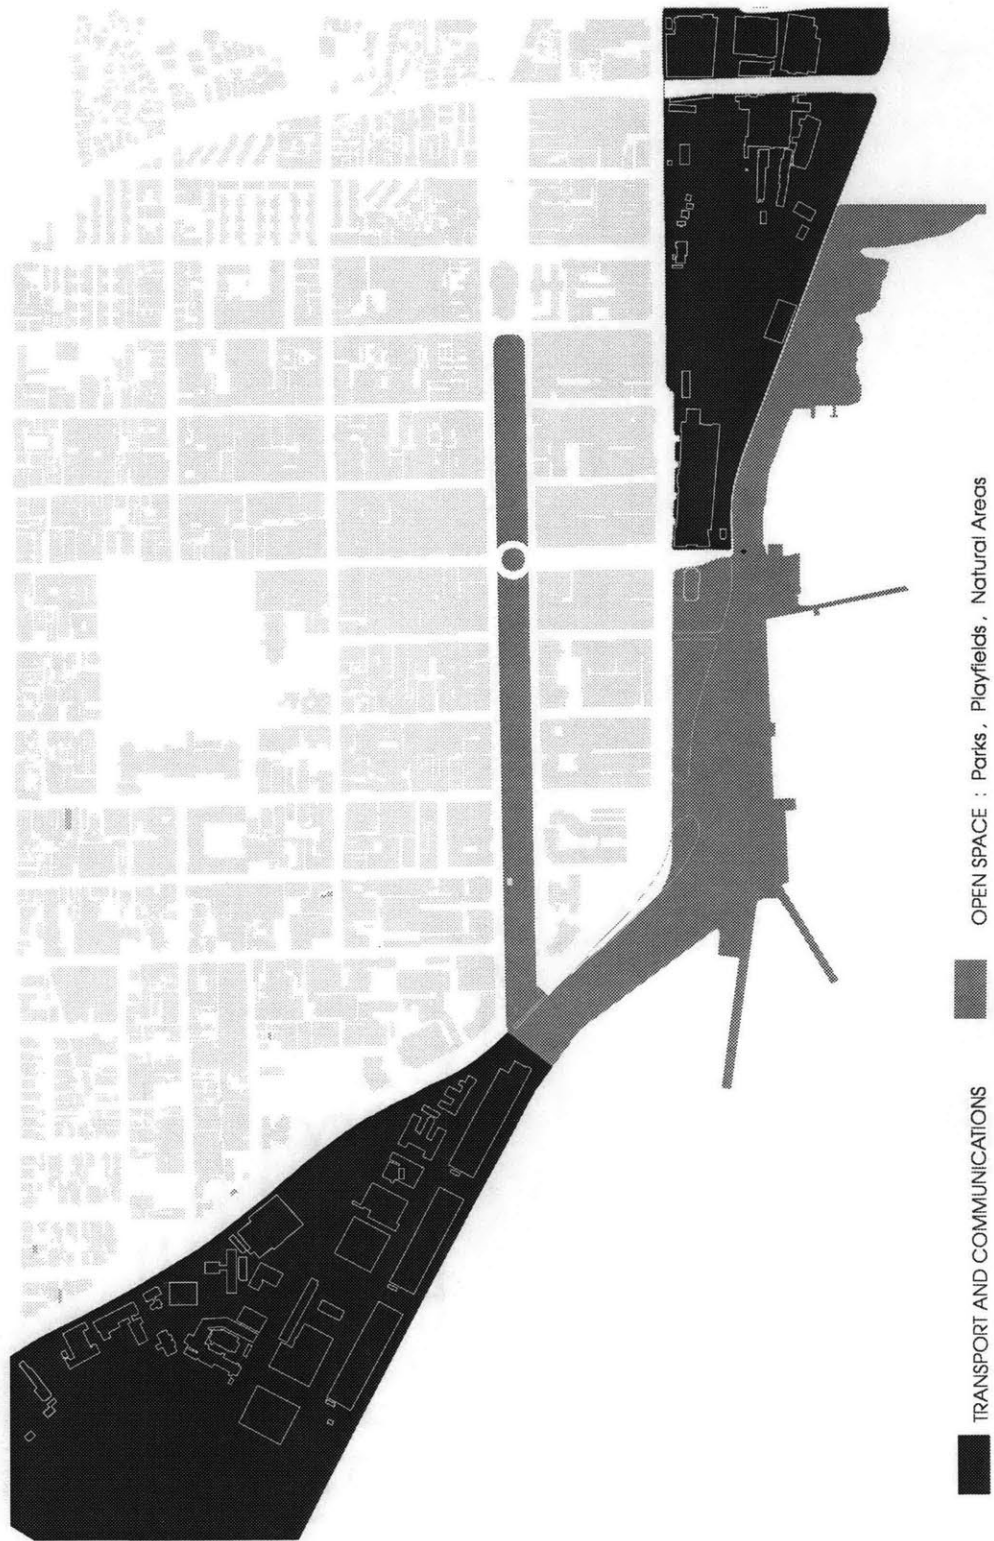 TRANSPORT AND COMMUNICATIONS
OPEN SPACE : Parks , Playfields , Natural Areas